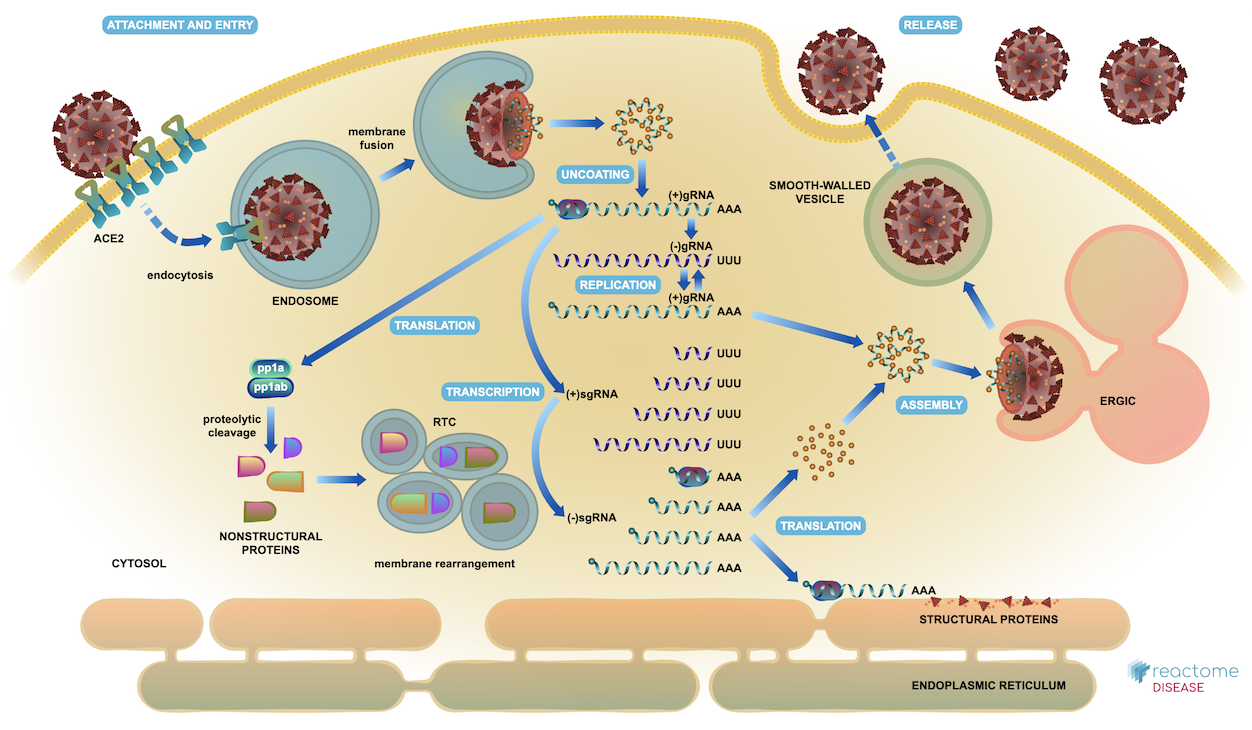 ATTACHMENT AND ENTRY
RELEASE
membrane
fusion
UNCOATING
(+)gRNA
AAA
SMOOTH-WALLED
VESICLE
ACE2
(-)gRNA
UUU
endocytosis
REPLICATION
ENDOSOME
(+)gRNA
AAA
TRANSLATION
UUU
pp1a
pp1ab
UUU
TRANSCRIPTION
(+)sgRNA
ASSEMBLY
ERGIC
UUU
proteolytic
cleavage
RTC
UUU
AAA
AAA
(-)sgRNA
TRANSLATION
NONSTRUCTURAL
PROTEINS
AAA
CYTOSOL
membrane rearrangement
AAA
AAA
STRUCTURAL PROTEINS
ENDOPLASMIC RETICULUM
reactome
DISEASE